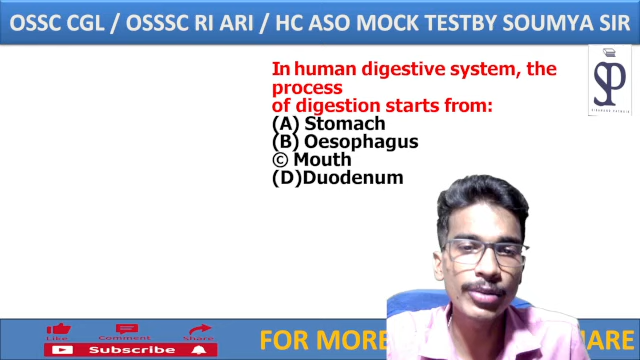 OSSC CGL / OSSSC RI ARI / HC ASO MOCK TESTBY SOUMYA SIR
In human digestive system, the
process
of digestion starts from:
(A) Stomach
(B) Oesophagus
© Mouth
(D)Duodenum
SP
Like
Comment
Share
Subscribe
FOR MORE
ARE